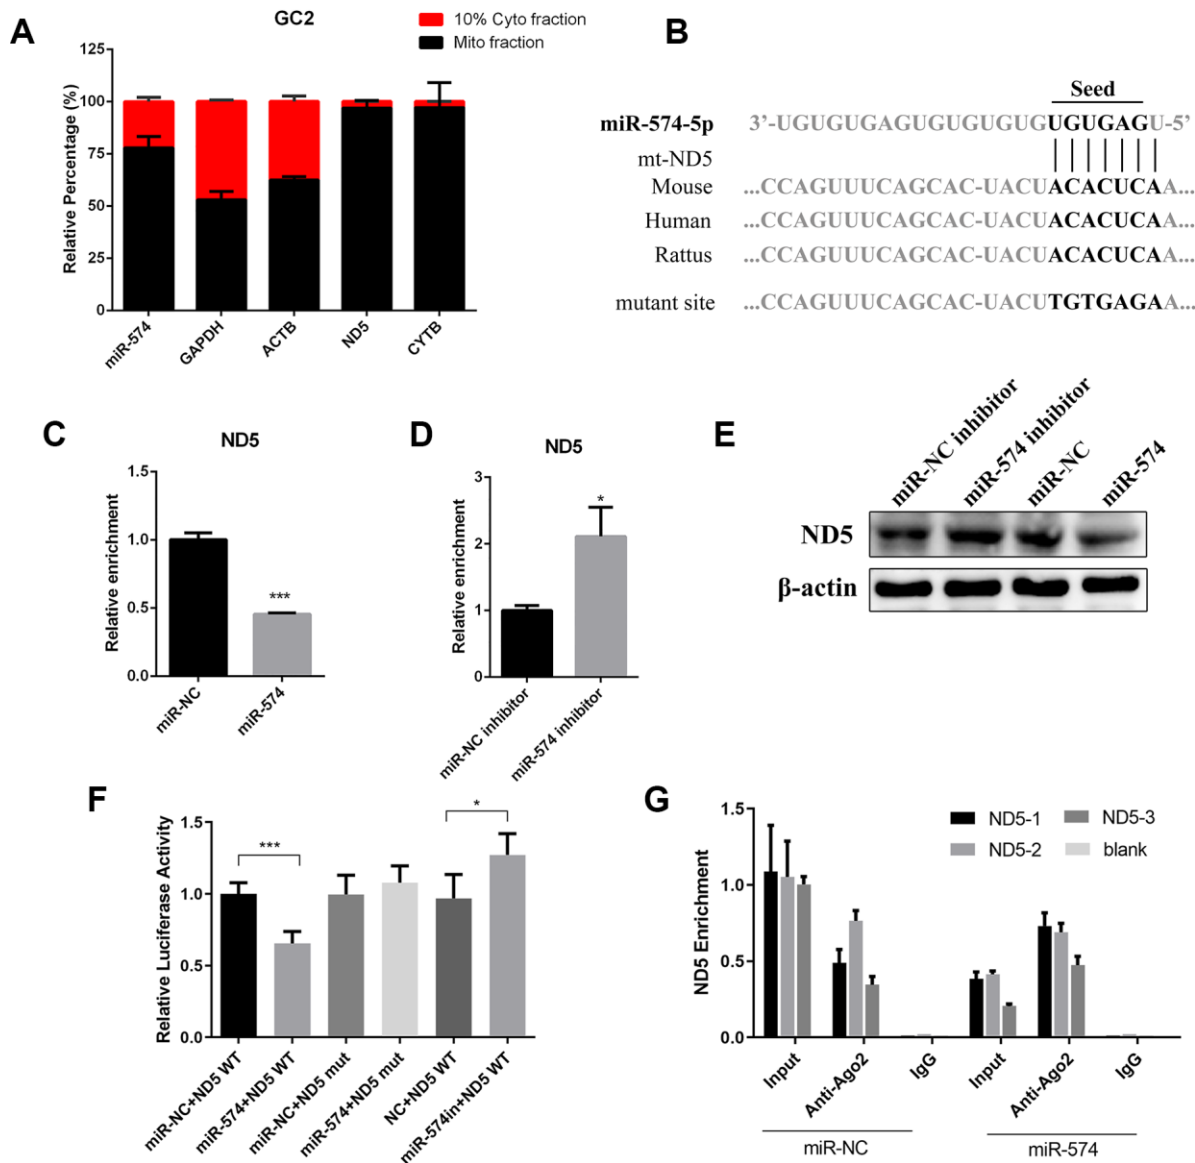 A
GC2
10% Cyto fraction
Mito fraction
Relative Percentage (%)
125
100
75
50
25
0
miR-574
GAPDH
ACTB
ND5
CYTB
B
Seed
miR-574-5p 3’-UGUGUGAGUGUGUGUGUGUGAGU-5’
mt-ND5
Mouse ...CCAGUUUCAGCAC-UACUACACUCAA...
Human ...CCAGUUUCAGCAC-UACUACACUCAA...
Rattus ...CCAGUUUCAGCAC-UACUACACUCAA...
mutant site ...CCAGUUUCAGCAC-UACUTGTGAGAA...
C
ND5
Relative enrichment
1.5
1.0
0.5
0.0
***
miR-NC
miR-574
D
ND5
Relative enrichment
3
2
1
0
*
miR-NC inhibitor
miR-574 inhibitor
E
miR-NC inhibitor
miR-574 inhibitor
miR-NC
miR-574
ND5
β-actin
F
Relative Luciferase Activity
1.5
1.0
0.5
0.0
***
*
miR-NC+ND5 WT
miR-574+ND5 WT
miR-NC+ND5 mut
miR-574+ND5 mut
NC+ND5 WT
miR-574in+ND5 WT
G
ND5 Enrichment
1.5
1.0
0.5
0.0
ND5-1
ND5-2
ND5-3
blank
Input
Anti-Ago2
IgG
Input
Anti-Ago2
IgG
miR-NC
miR-574